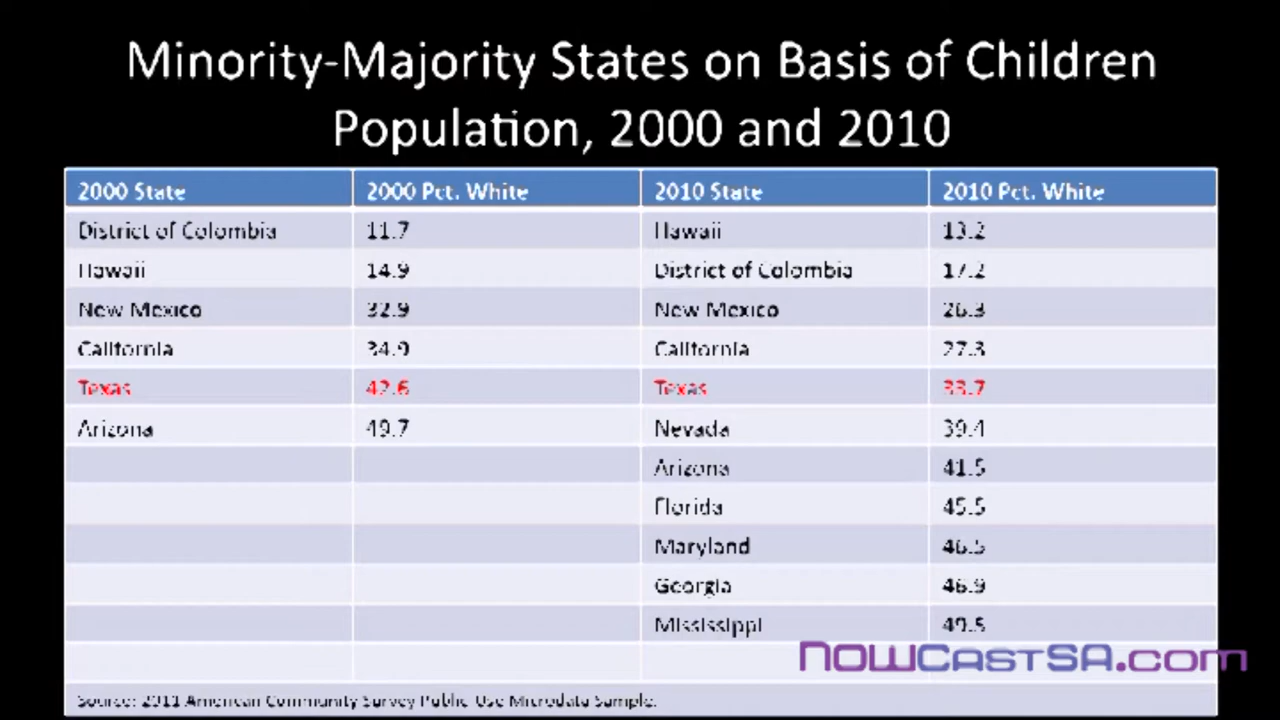 Minority-Majority States on Basis of Children
Population, 2000 and 2010
2000 State 2000 Pct. White 2010 State 2010 Pct. White
District of Colombia 11.7 Hawaii 13.2
Hawaii 14.9 District of Colombia 17.2
New Mexico 32.9 New Mexico 26.3
California 34.9 California 27.3
Texas 42.6 Texas 33.7
Arizona 49.7 Nevada 39.4
Arizona 41.5
Florida 45.5
Maryland 46.5
Georgia 46.9
Mississippi 49.5
NOWCASTSA.com
Source: 2011 American Community Survey Public Use Microdata Sample.